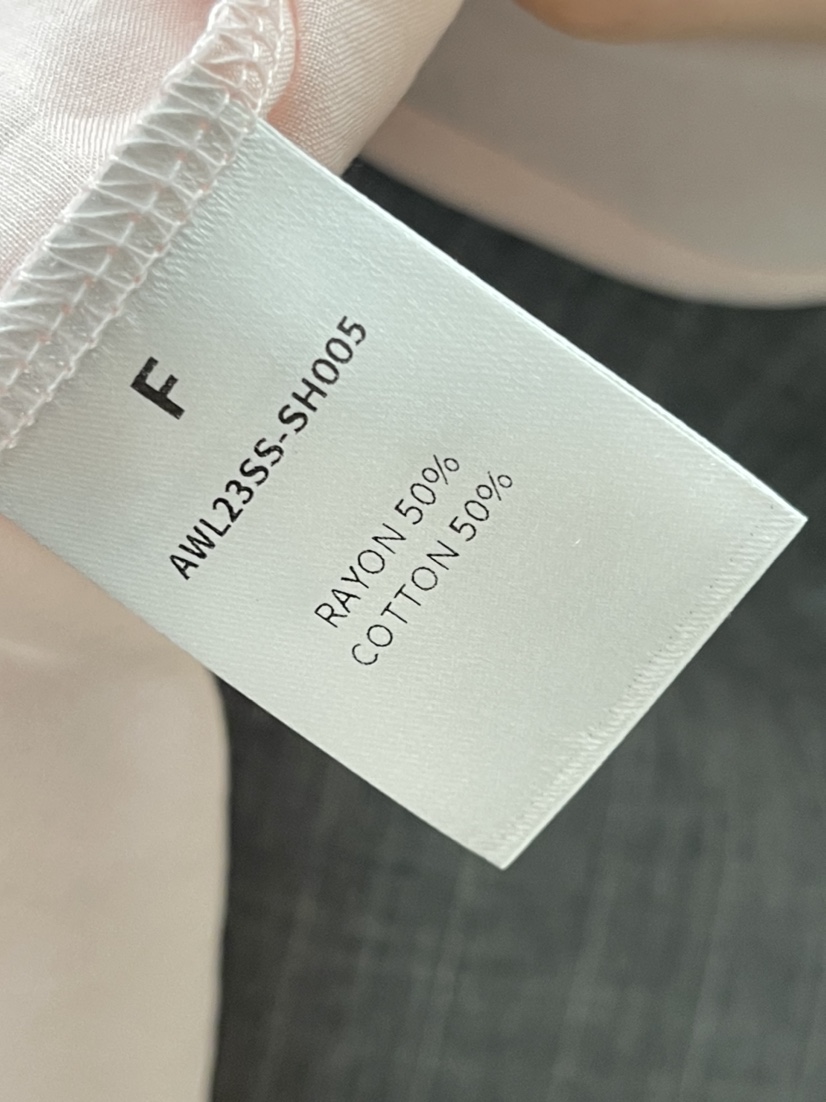 F
AWL23SS-SH005
RAYON 50%
COTTON 50%